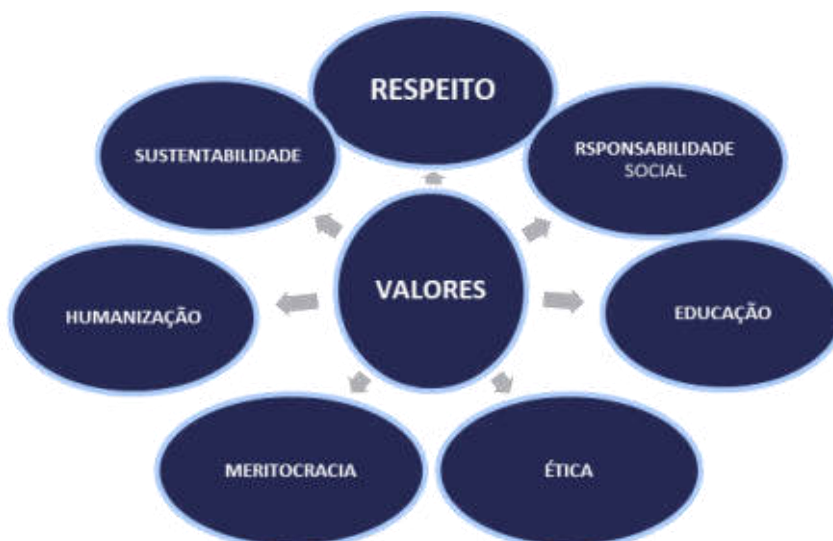 RESPEITO
SUSTENTABILIDADE
RSPONSABILIDADE
SOCIAL
VALORES
HUMANIZAÇÃO
EDUCAÇÃO
MERITOCRACIA
ÉTICA